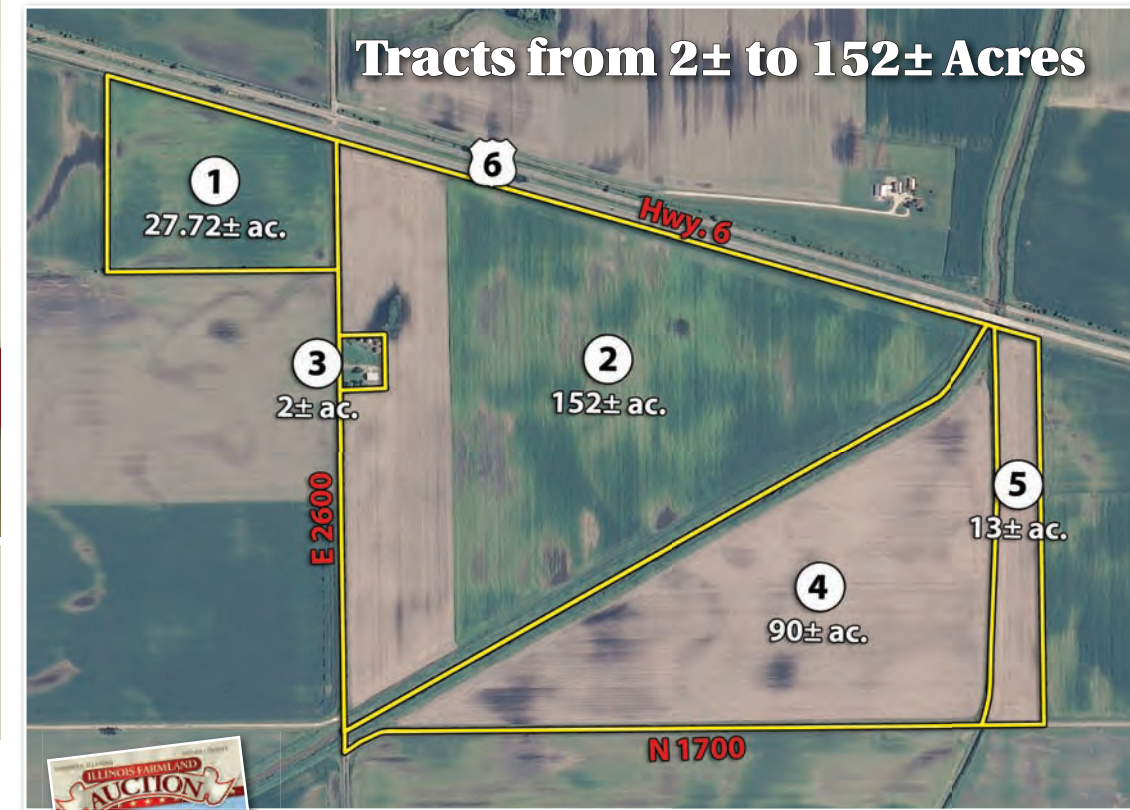 Tracts from 2± to 152± Acres
6
Hwy. 6
1
27.72± ac.
3
2± ac.
2
152± ac.
E 2600
5
13± ac.
4
90± ac.
N 1700
ILLINOIS FARMLAND
AUCTION